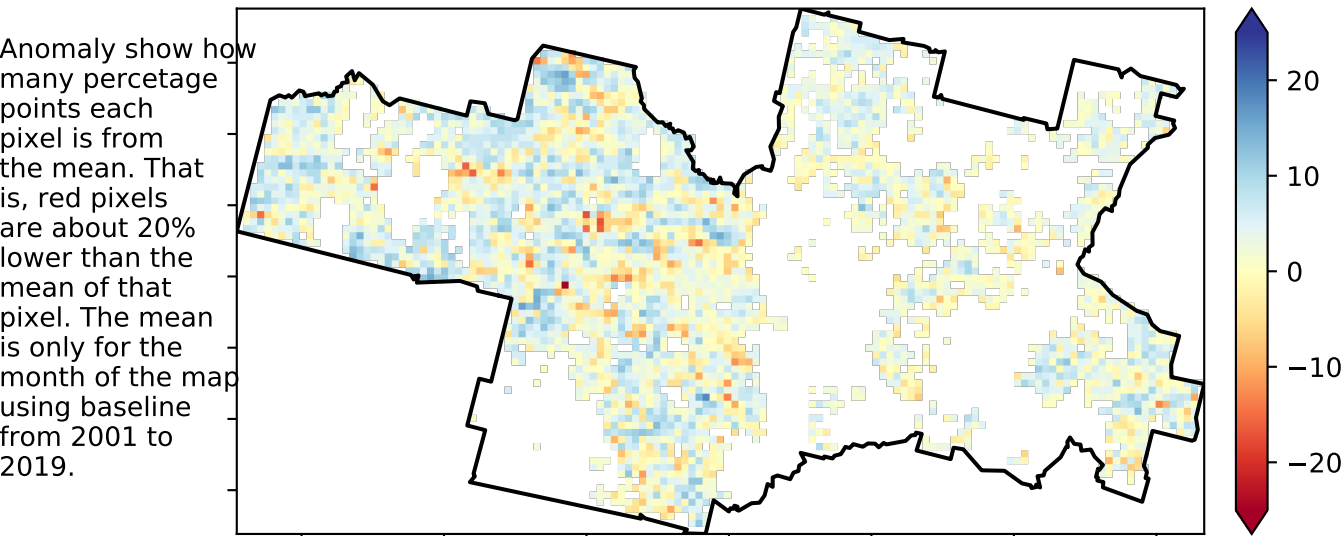 Anomaly show how
many percetage
points each
pixel is from
the mean. That
is, red pixels
are about 20%
lower than the
mean of that
pixel. The mean
is only for the
month of the map
using baseline
from 2001 to
2019.
20
10
0
−10
−20